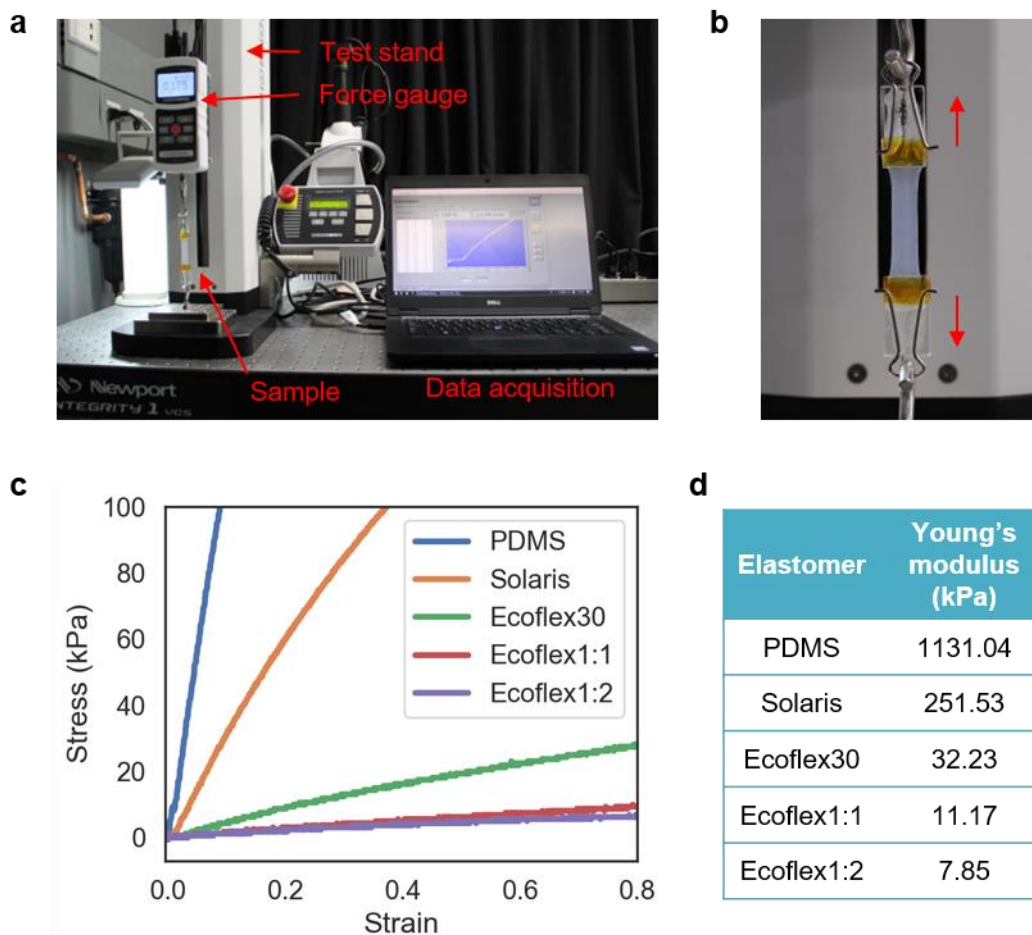 a
Test stand
Force gauge
Sample
Data acquisition
DELL
Newport
INTEGRITY 1 VCS
b
c
100
80
60
40
20
0
Stress (kPa)
0.0 0.2 0.4 0.6 0.8
Strain
PDMS
Solaris
Ecoflex30
Ecoflex1:1
Ecoflex1:2
d
Elastomer
Young's
modulus
(kPa)
PDMS 1131.04
Solaris 251.53
Ecoflex30 32.23
Ecoflex1:1 11.17
Ecoflex1:2 7.85